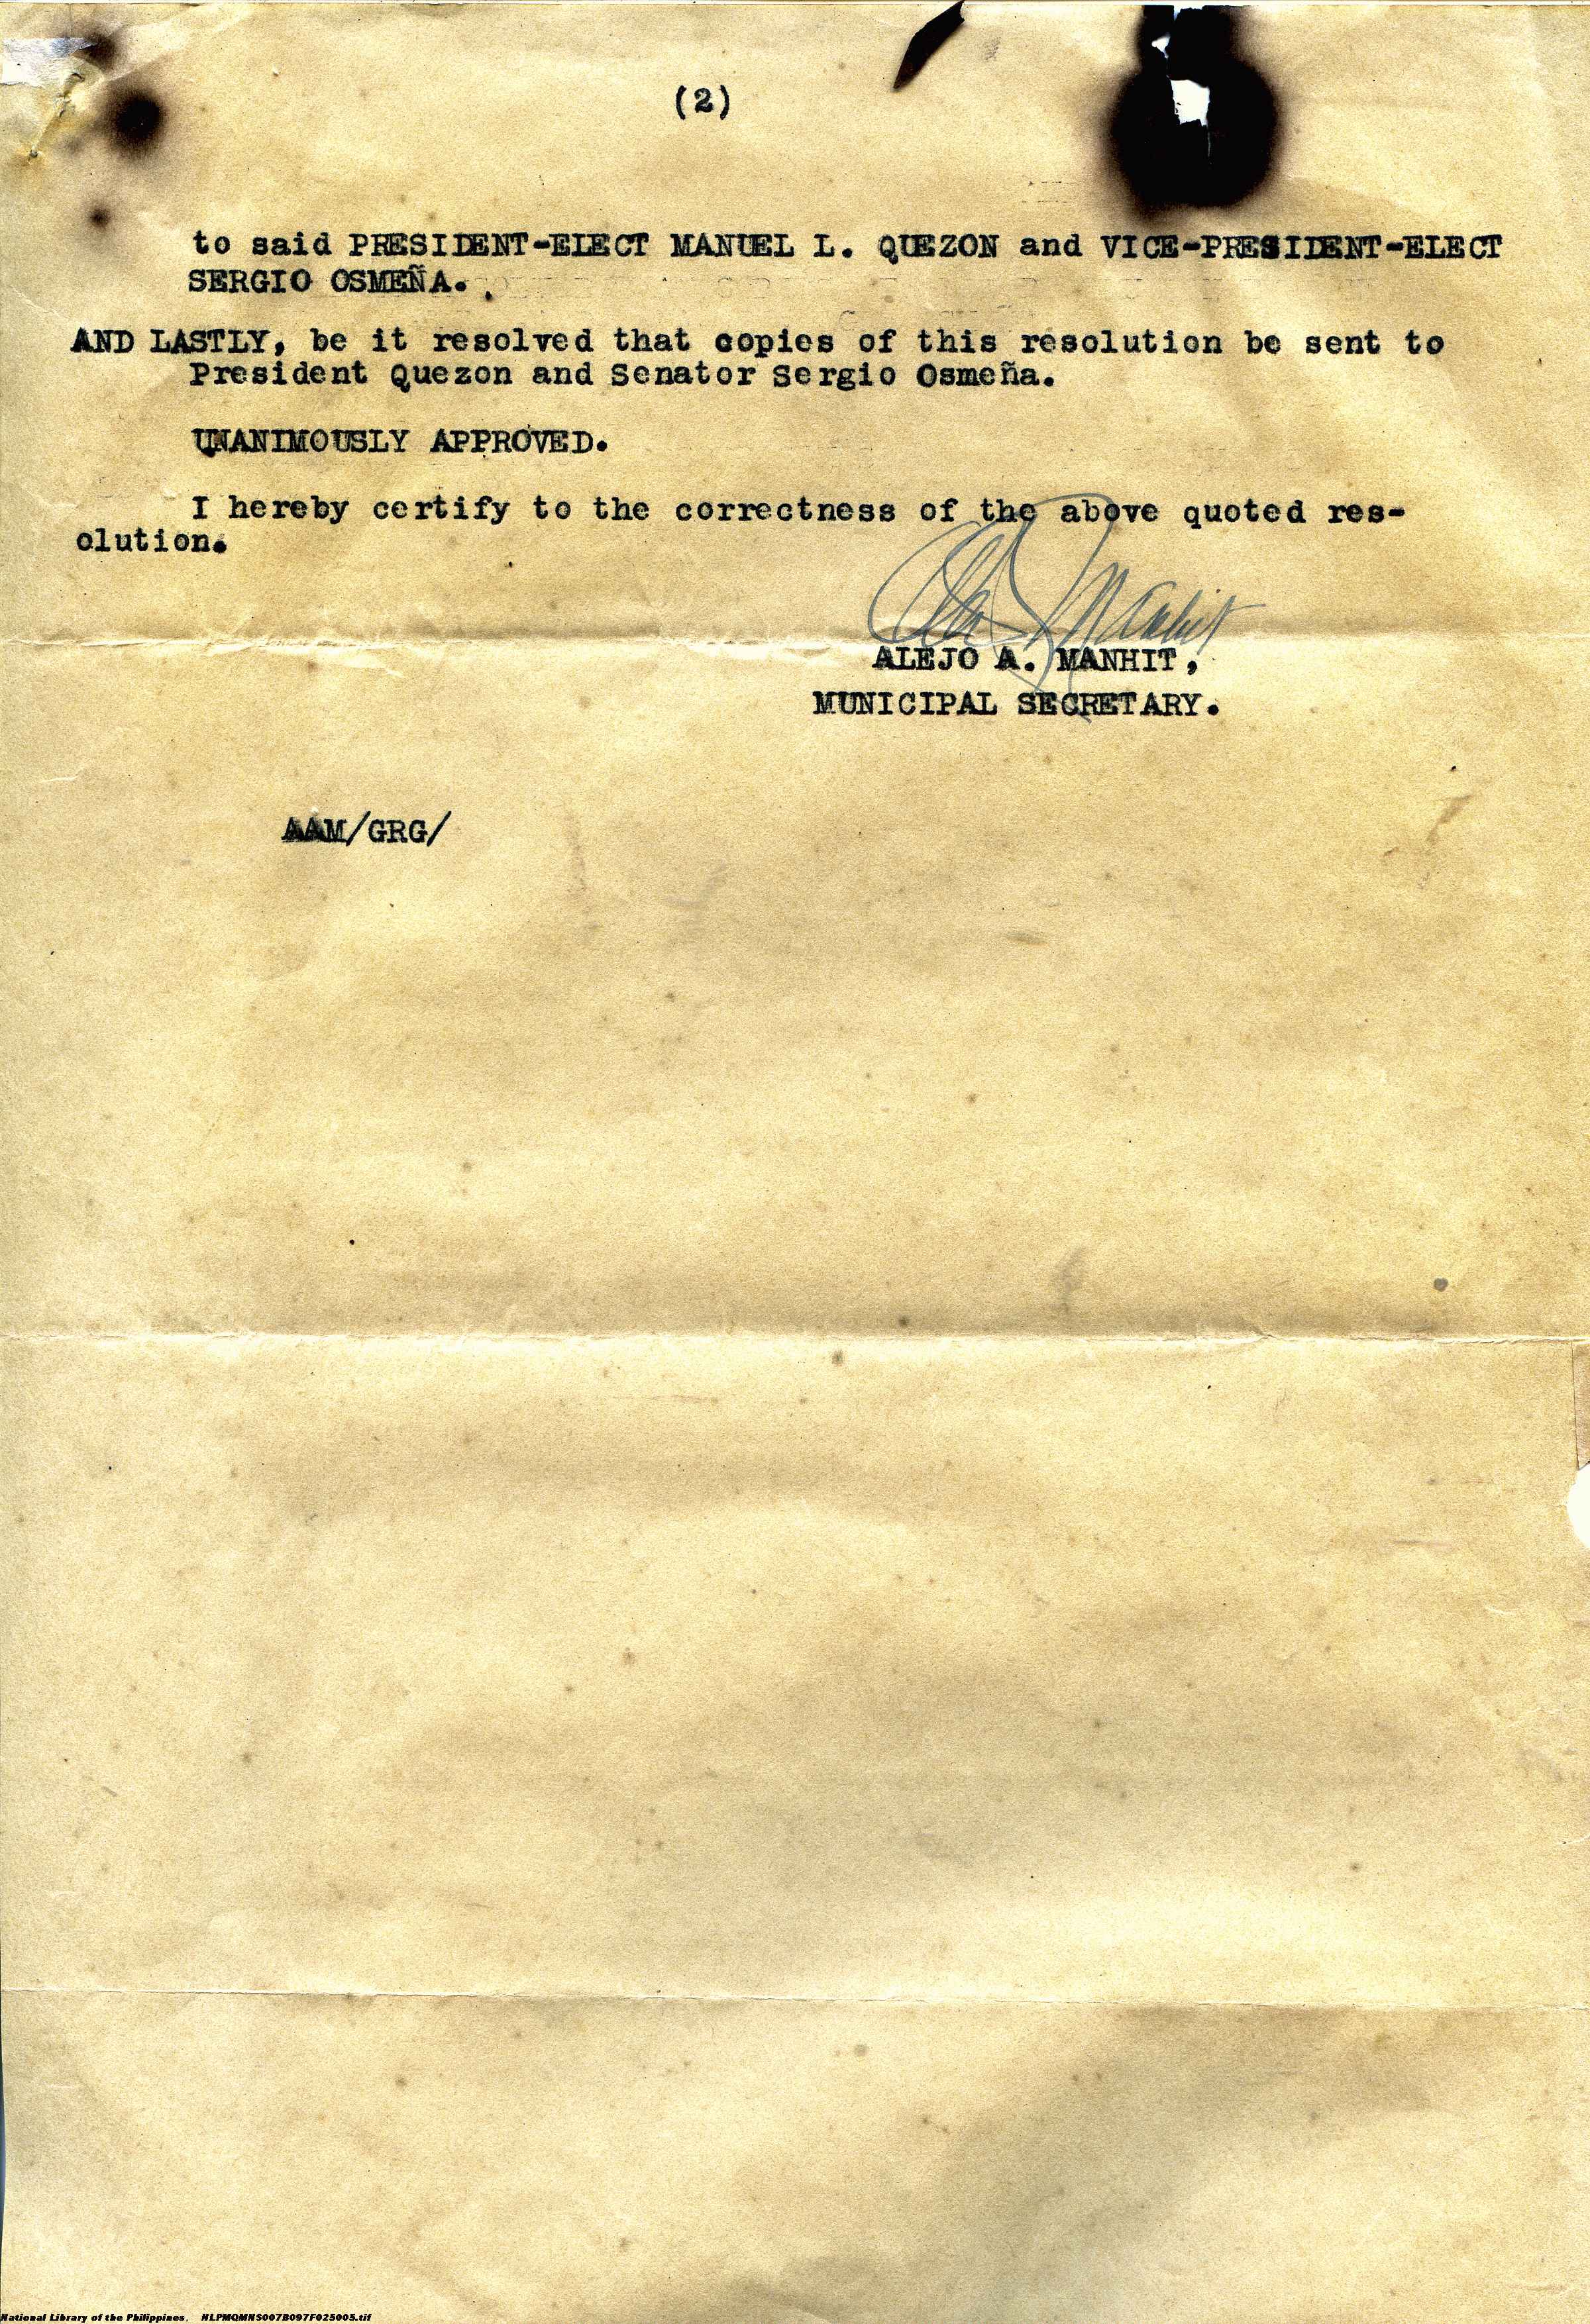 (2)
to said PRESIDENT-ELECT MANUEL L. QUEZON and VICE-PRESIDENT-ELECT
SERGIO OSMEÑA.
AND LASTLY, be it resolved that copies of this resolution be sent to
President Quezon and Senator Sergio Osmeña.
UNANIMOUSLY APPROVED.
I hereby certify to the correctness of the above quoted res-
olution.
ALEJO A. MANHIT,
MUNICIPAL SECRETARY.
AAM/GRG/
National Library of the Philippines. NLPMQMNS007B097F025005.tif